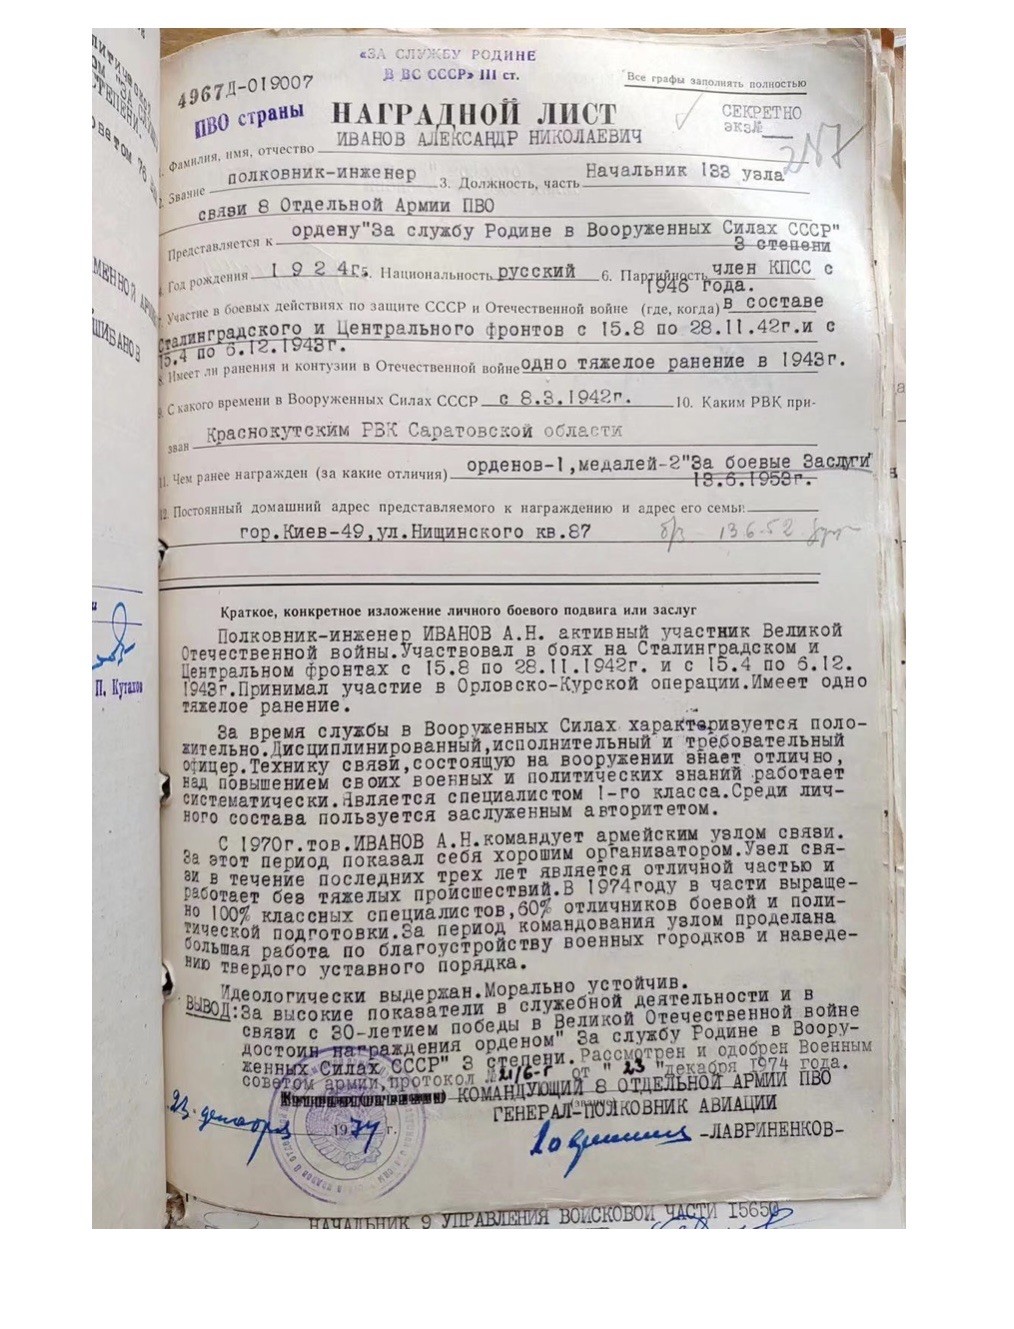 «ЗА СЛУЖБУ РОДИНЕ
В ВС СССР» III ст.
Все графы заполнять полностью
4967Д-019007
ПВО страны
НАГРАДНОЙ ЛИСТ
СЕКРЕТНО
экз№
1. Фамилия, имя, отчество ИВАНОВ АЛЕКСАНДР НИКОЛАЕВИЧ
2. Звание полковник-инженер 3. Должность, часть Начальник 133 узла
связи 8 Отдельной Армии ПВО
Представляется к ордену"За службу Родине в Вооруженных Силах СССР"
3 степени
4. Год рождения 1924г. 5. Национальность русский 6. Партийность член КПСС с
1946 года.
7. Участие в боевых действиях по защите СССР и Отечественной войне (где, когда) в составе
Сталинградского и Центрального фронтов с 15.8 по 28.11.42г.и с
15.4 по 6.12.1943г.
8. Имеет ли ранения и контузии в Отечественной войне одно тяжелое ранение в 1943г.
9. С какого времени в Вооруженных Силах СССР с 8.3.1942г. 10. Каким РВК при-
зван Краснокутским РВК Саратовской области
11. Чем ранее награжден (за какие отличия) орденов-1,медалей-2"За боевые Заслуги"
13.6.1953г.
12. Постоянный домашний адрес представляемого к награждению и адрес его семьи
гор.Киев-49,ул.Нищинского кв.87
б/з - 13.6.52
Краткое, конкретное изложение личного боевого подвига или заслуг
Полковник-инженер ИВАНОВ А.Н. активный участник Великой
Отечественной войны.Участвовал в боях на Сталинградском и
Центральном фронтах с 15.8 по 28.11.1942г. и с 15.4 по 6.12.
1943г.Принимал участие в Орловско-Курской операции.Имеет одно
тяжелое ранение.
За время службы в Вооруженных Силах характеризуется поло-
жительно.Дисциплинированный,исполнительный и требовательный
офицер.Технику связи,состоящую на вооружении знает отлично,
над повышением своих военных и политических знаний работает
систематически.Является специалистом 1-го класса.Среди лич-
ного состава пользуется заслуженным авторитетом.
С 1970г.тов.ИВАНОВ А.Н.командует армейским узлом связи.
За этот период показал себя хорошим организатором.Узел свя-
зи в течение последних трех лет является отличной частью и
работает без тяжелых происшествий.В 1974году в части выраще-
но 100% классных специалистов,60% отличников боевой и поли-
тической подготовки.За период командования узлом проделана
большая работа по благоустройству военных городков и наведе-
нию твердого уставного порядка.
Идеологически выдержан.Морально устойчив.
ВЫВОД:За высокие показатели в служебной деятельности и в
связи с 30-летием победы в Великой Отечественной войне
достоин награждения орденом" За службу Родине в Воору-
женных Силах СССР" 3 степени.Рассмотрен и одобрен Военным
советом армии,протокол № 21/6-г от " 23 "декабря 1974 года.
КОМАНДУЮЩИЙ 8 ОТДЕЛЬНОЙ АРМИИ ПВО
ГЕНЕРАЛ-ПОЛКОВНИК АВИАЦИИ
23. декабря 1974 г.
-ЛАВРИНЕНКОВ-
НАЧАЛЬНИК 9 УПРАВЛЕНИЯ ВОЙСКОВОЙ ЧАСТИ 15650
П. Кутахов